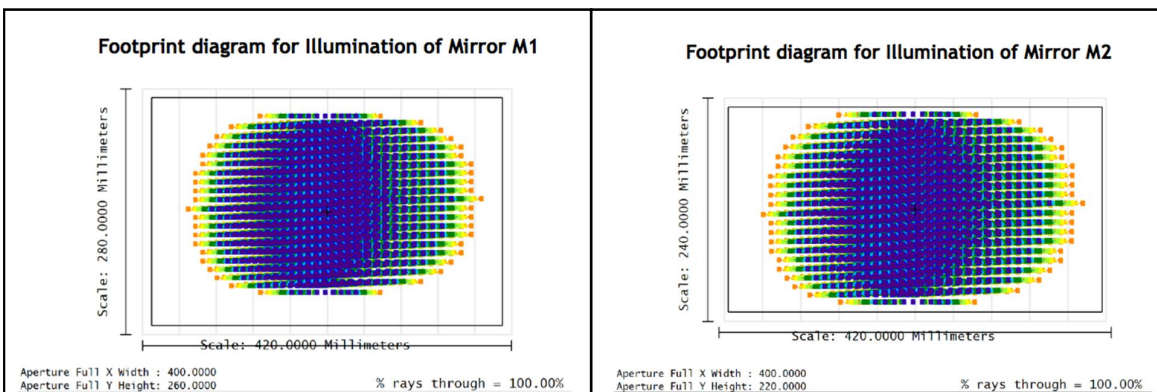 Footprint diagram for Illumination of Mirror M1
Scale: 280.0000 Millimeters
Scale: 420.0000 Millimeters
Aperture Full X Width : 400.0000
Aperture Full Y Height: 260.0000
% rays through = 100.00%
Footprint diagram for Illumination of Mirror M2
Scale: 240.0000 Millimeters
Scale: 420.0000 Millimeters
Aperture Full X Width : 400.0000
Aperture Full Y Height: 220.0000
% rays through = 100.00%